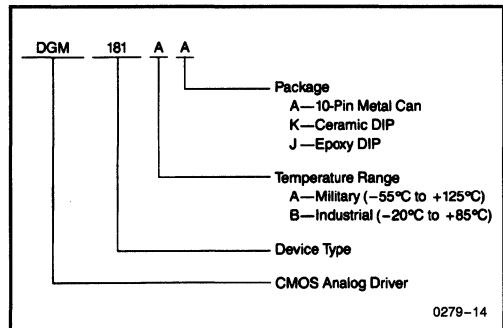 DGM 181 A A
Package
A—10-Pin Metal Can
K—Ceramic DIP
J—Epoxy DIP
Temperature Range
A—Military (−55°C to +125°C)
B—Industrial (−20°C to +85°C)
Device Type
CMOS Analog Driver
0279–14